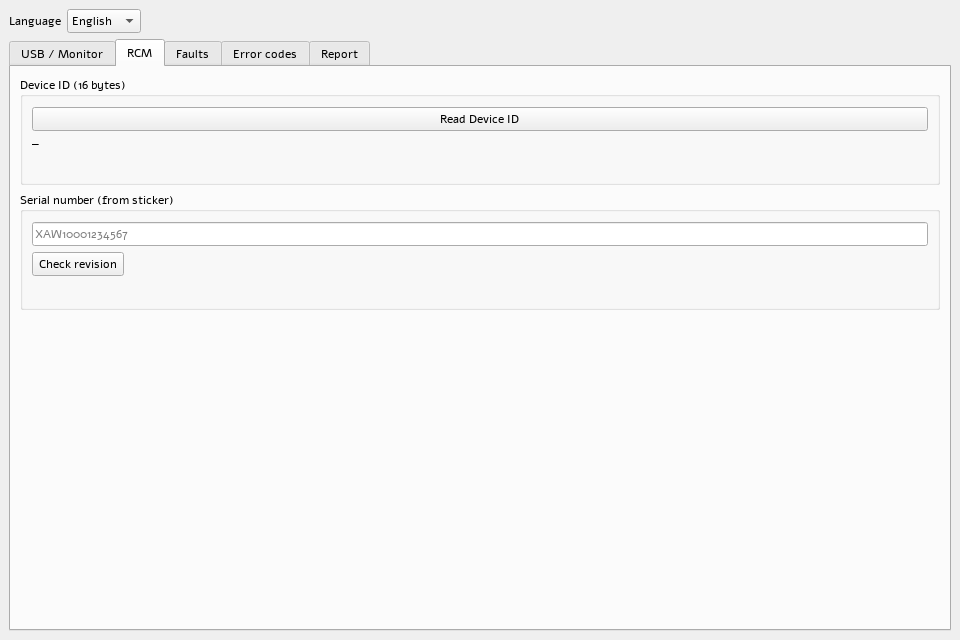 Language English
USB / Monitor RCM Faults Error codes Report
Device ID (16 bytes)
Read Device ID
–
Serial number (from sticker)
XAW10001234567
Check revision